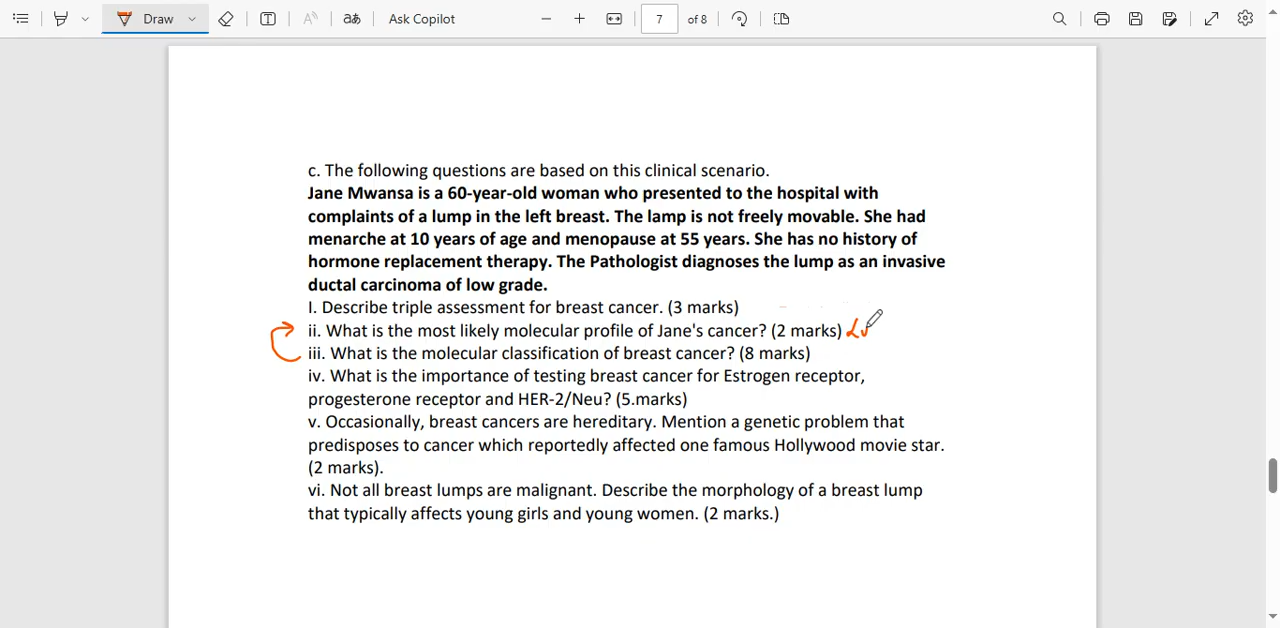 Draw
aあ
Ask Copilot
7
of 8
c. The following questions are based on this clinical scenario.
Jane Mwansa is a 60-year-old woman who presented to the hospital with
complaints of a lump in the left breast. The lamp is not freely movable. She had
menarche at 10 years of age and menopause at 55 years. She has no history of
hormone replacement therapy. The Pathologist diagnoses the lump as an invasive
ductal carcinoma of low grade.
I. Describe triple assessment for breast cancer. (3 marks)
ii. What is the most likely molecular profile of Jane's cancer? (2 marks)
iii. What is the molecular classification of breast cancer? (8 marks)
iv. What is the importance of testing breast cancer for Estrogen receptor,
progesterone receptor and HER-2/Neu? (5.marks)
v. Occasionally, breast cancers are hereditary. Mention a genetic problem that
predisposes to cancer which reportedly affected one famous Hollywood movie star.
(2 marks).
vi. Not all breast lumps are malignant. Describe the morphology of a breast lump
that typically affects young girls and young women. (2 marks.)